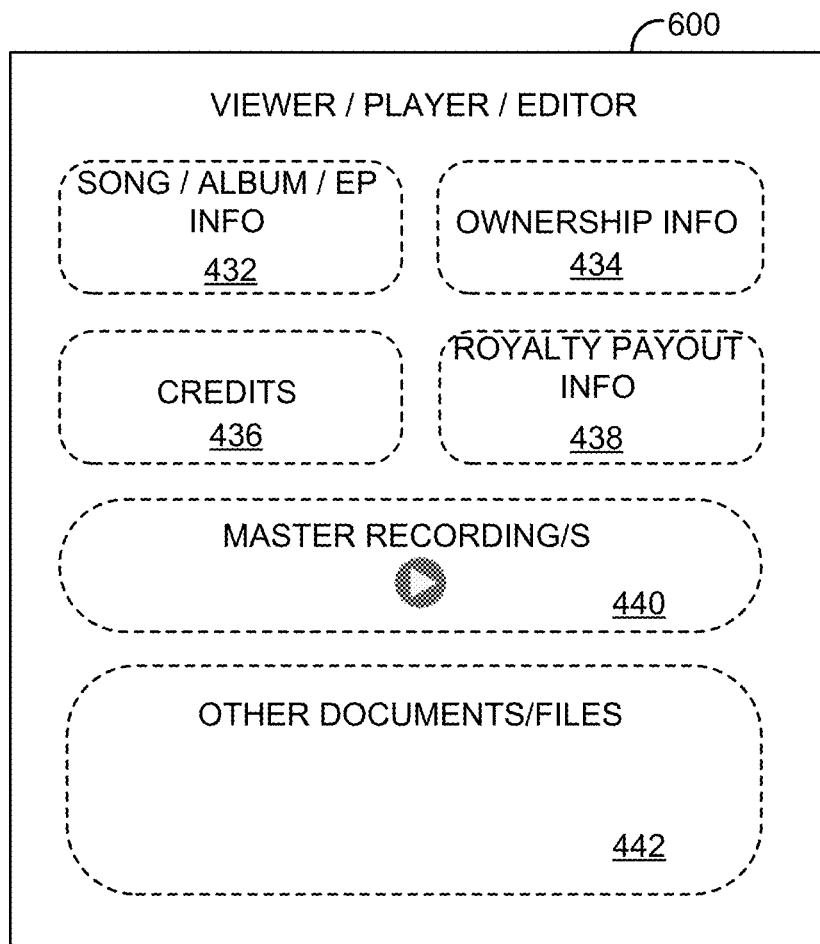 600
VIEWER / PLAYER / EDITOR
SONG / ALBUM / EP
INFO
432
OWNERSHIP INFO
434
CREDITS
436
ROYALTY PAYOUT
INFO
438
MASTER RECORDING/S
440
OTHER DOCUMENTS/FILES
442